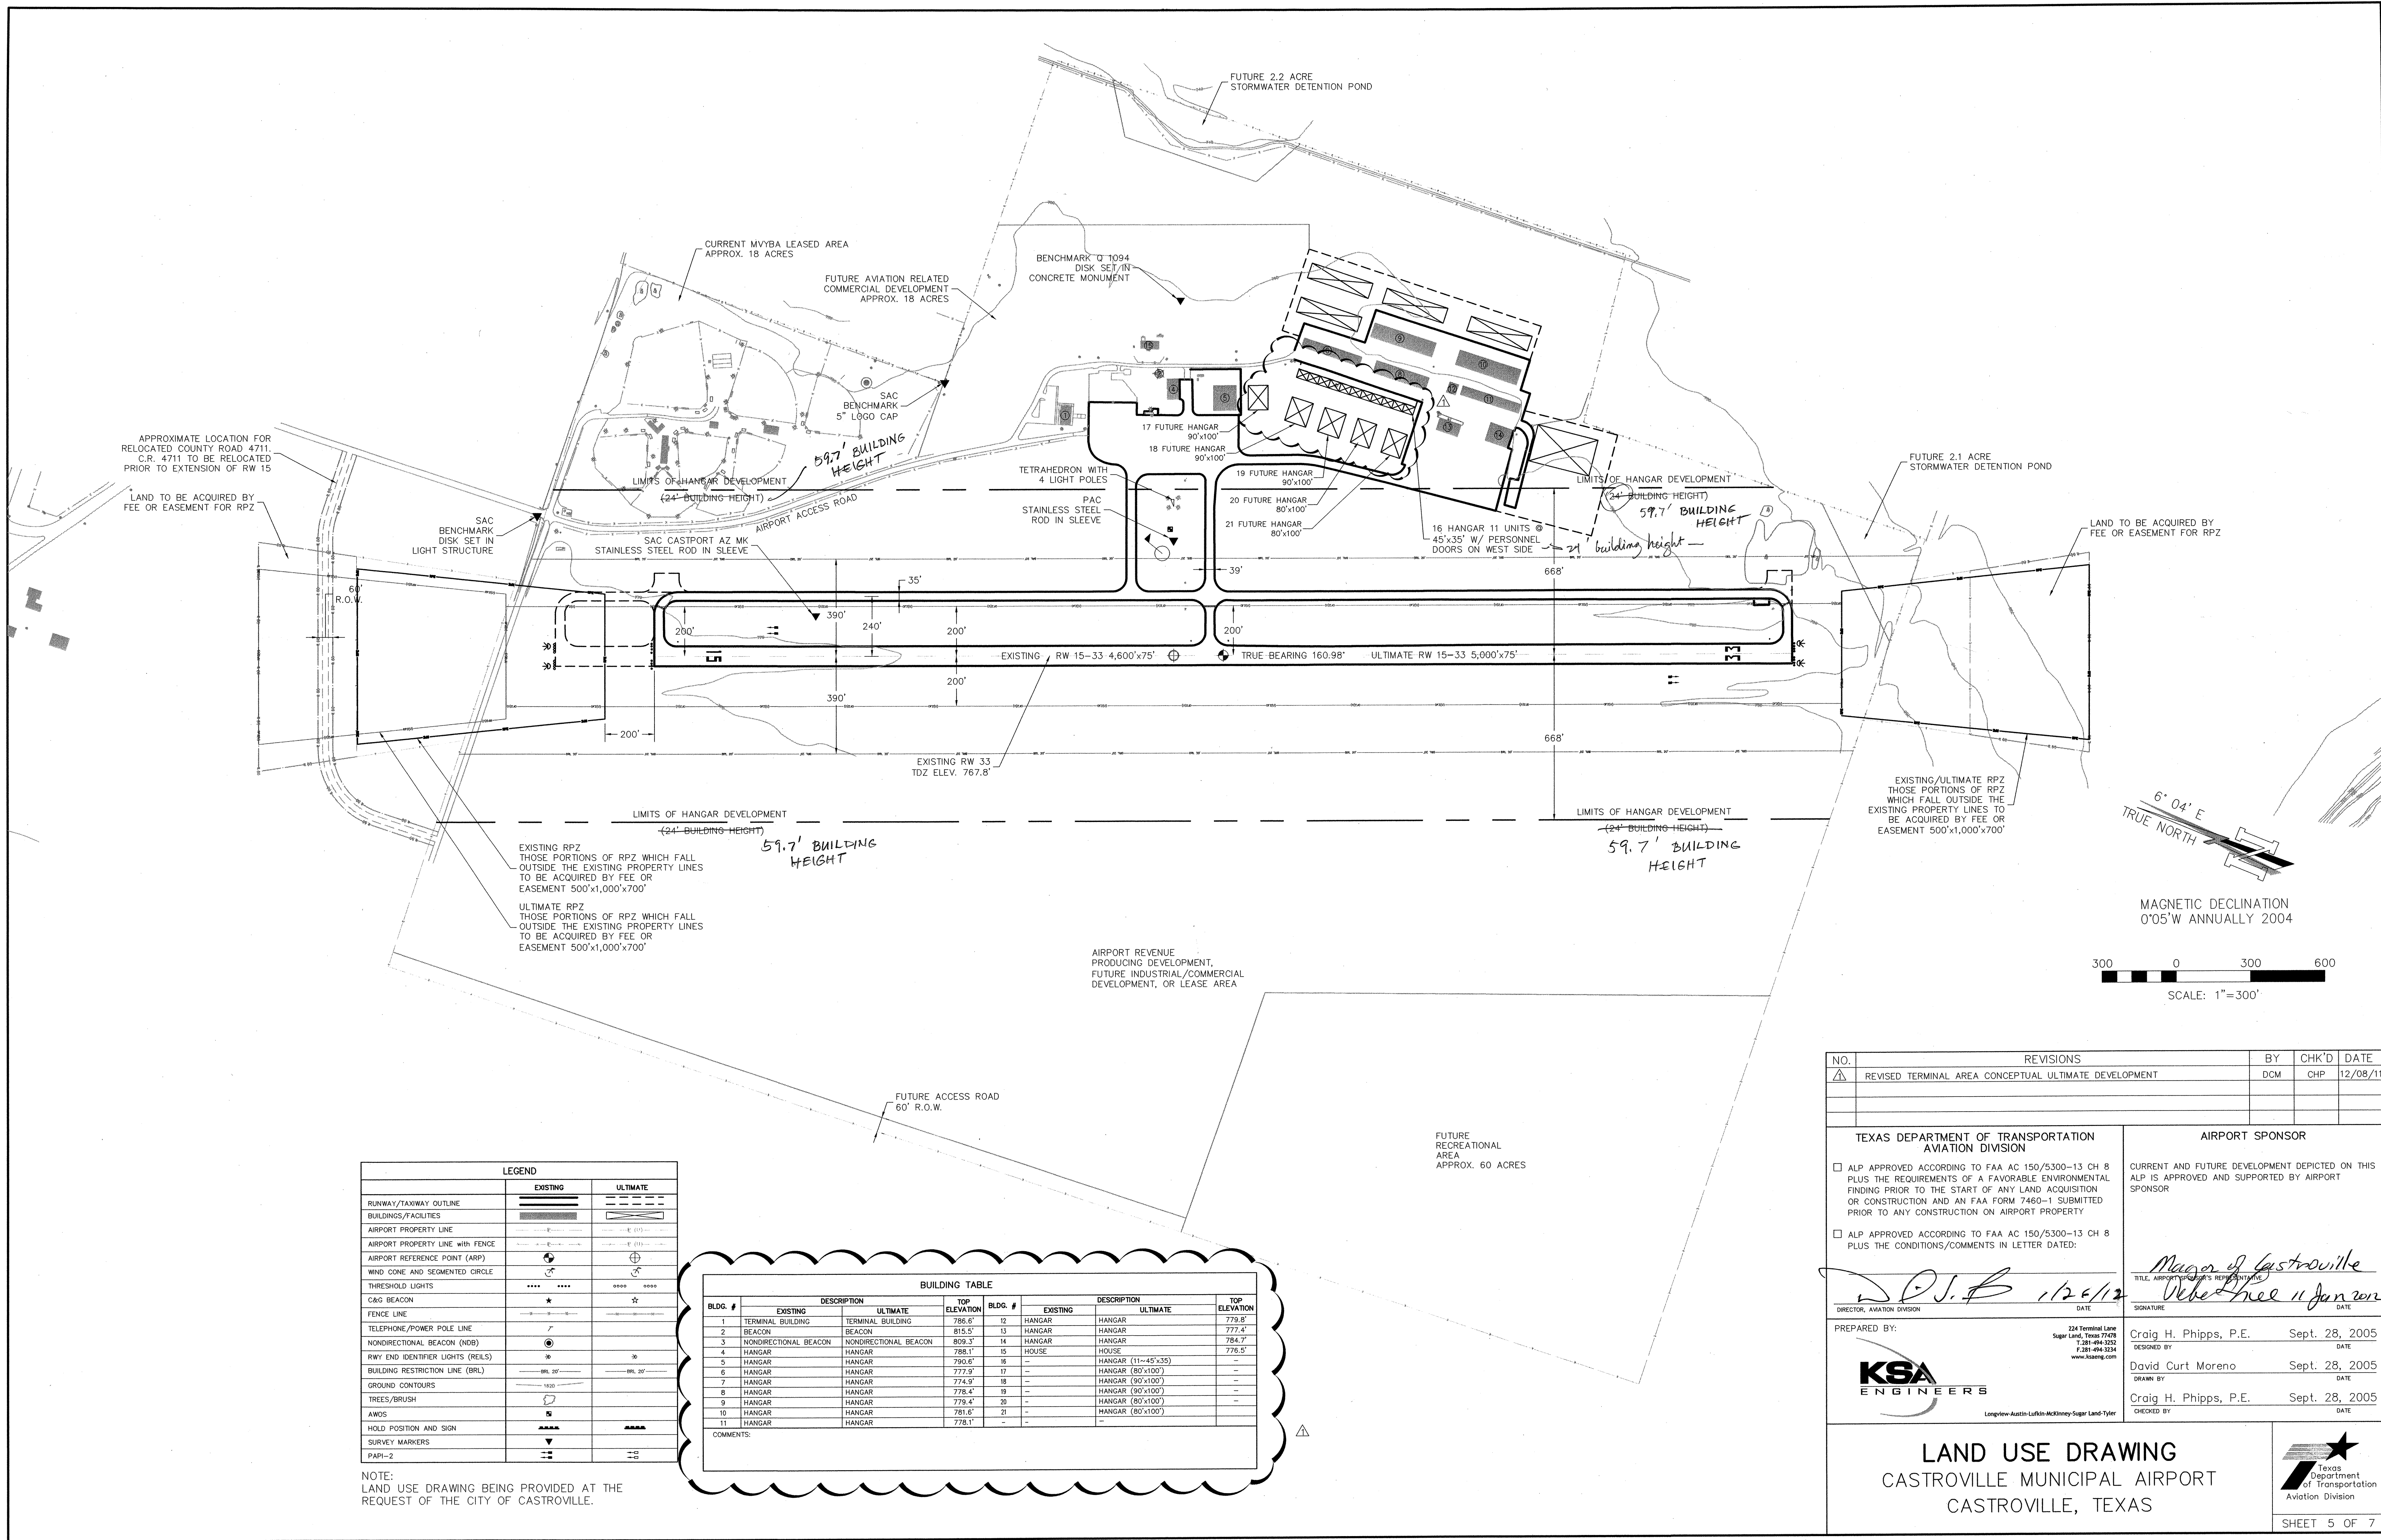 FUTURE 2.2 ACRE
STORMWATER DETENTION POND
CURRENT MVYBA LEASED AREA
APPROX. 18 ACRES
FUTURE AVIATION RELATED
COMMERCIAL DEVELOPMENT
APPROX. 18 ACRES
BENCHMARK Q 1094
DISK SET IN
CONCRETE MONUMENT
SAC
BENCHMARK
5" LOGO CAP
APPROXIMATE LOCATION FOR
RELOCATED COUNTY ROAD 4711.
C.R. 4711 TO BE RELOCATED
PRIOR TO EXTENSION OF RW 15
LAND TO BE ACQUIRED BY
FEE OR EASEMENT FOR RPZ
17 FUTURE HANGAR
90'x100'
18 FUTURE HANGAR
90'x100'
19 FUTURE HANGAR
90'x100'
20 FUTURE HANGAR
80'x100'
21 FUTURE HANGAR
80'x100'
16 HANGAR 11 UNITS @
45'x35' W/ PERSONNEL
DOORS ON WEST SIDE
24' building height
59.7' BUILDING
HEIGHT
LIMITS OF HANGAR DEVELOPMENT
(24' BUILDING HEIGHT)
AIRPORT ACCESS ROAD
TETRAHEDRON WITH
4 LIGHT POLES
PAC
STAINLESS STEEL
ROD IN SLEEVE
LIMITS OF HANGAR DEVELOPMENT
(24' BUILDING HEIGHT)
59.7' BUILDING
HEIGHT
FUTURE 2.1 ACRE
STORMWATER DETENTION POND
LAND TO BE ACQUIRED BY
FEE OR EASEMENT FOR RPZ
SAC
BENCHMARK
DISK SET IN
LIGHT STRUCTURE
SAC CASTPORT AZ MK
STAINLESS STEEL ROD IN SLEEVE
60'
R.O.W.
35'
39'
668'
390'
240'
200'
200'
200'
15
EXISTING RW 15-33 4,600'x75'
TRUE BEARING 160.98°
ULTIMATE RW 15-33 5,000'x75'
33
200'
390'
200'
668'
EXISTING RW 33
TDZ ELEV. 767.8'
LIMITS OF HANGAR DEVELOPMENT
(24' BUILDING HEIGHT)
59.7' BUILDING
HEIGHT
LIMITS OF HANGAR DEVELOPMENT
(24' BUILDING HEIGHT)
59.7' BUILDING
HEIGHT
EXISTING/ULTIMATE RPZ
THOSE PORTIONS OF RPZ
WHICH FALL OUTSIDE THE
EXISTING PROPERTY LINES TO
BE ACQUIRED BY FEE OR
EASEMENT 500'x1,000'x700'
EXISTING RPZ
THOSE PORTIONS OF RPZ WHICH FALL
OUTSIDE THE EXISTING PROPERTY LINES
TO BE ACQUIRED BY FEE OR
EASEMENT 500'x1,000'x700'
ULTIMATE RPZ
THOSE PORTIONS OF RPZ WHICH FALL
OUTSIDE THE EXISTING PROPERTY LINES
TO BE ACQUIRED BY FEE OR
EASEMENT 500'x1,000'x700'
6° 04' E
TRUE NORTH
MAGNETIC DECLINATION
0°05'W ANNUALLY 2004
300 0 300 600
SCALE: 1"=300'
AIRPORT REVENUE
PRODUCING DEVELOPMENT,
FUTURE INDUSTRIAL/COMMERCIAL
DEVELOPMENT, OR LEASE AREA
FUTURE ACCESS ROAD
60' R.O.W.
FUTURE
RECREATIONAL
AREA
APPROX. 60 ACRES
LEGEND
EXISTING ULTIMATE
RUNWAY/TAXIWAY OUTLINE
BUILDINGS/FACILITIES
AIRPORT PROPERTY LINE
AIRPORT PROPERTY LINE with FENCE
AIRPORT REFERENCE POINT (ARP)
WIND CONE AND SEGMENTED CIRCLE
THRESHOLD LIGHTS
C&G BEACON
FENCE LINE
TELEPHONE/POWER POLE LINE
NONDIRECTIONAL BEACON (NDB)
RWY END IDENTIFIER LIGHTS (REILS)
BUILDING RESTRICTION LINE (BRL) BRL 20' BRL 20'
GROUND CONTOURS 1820
TREES/BRUSH
AWOS
HOLD POSITION AND SIGN
SURVEY MARKERS
PAPI-2
NOTE:
LAND USE DRAWING BEING PROVIDED AT THE
REQUEST OF THE CITY OF CASTROVILLE.
BUILDING TABLE
BLDG. # DESCRIPTION TOP ELEVATION BLDG. # DESCRIPTION TOP ELEVATION
EXISTING ULTIMATE EXISTING ULTIMATE
1 TERMINAL BUILDING TERMINAL BUILDING 786.6' 12 HANGAR HANGAR 779.8'
2 BEACON BEACON 815.5' 13 HANGAR HANGAR 777.4'
3 NONDIRECTIONAL BEACON NONDIRECTIONAL BEACON 809.3' 14 HANGAR HANGAR 784.7'
4 HANGAR HANGAR 788.1' 15 HOUSE HOUSE 776.5'
5 HANGAR HANGAR 790.6' 16 - HANGAR (11~45'x35) -
6 HANGAR HANGAR 777.9' 17 - HANGAR (80'x100') -
7 HANGAR HANGAR 774.9' 18 - HANGAR (90'x100') -
8 HANGAR HANGAR 778.4' 19 - HANGAR (90'x100') -
9 HANGAR HANGAR 779.4' 20 - HANGAR (80'x100') -
10 HANGAR HANGAR 781.6' 21 - HANGAR (80'x100')
11 HANGAR HANGAR 778.1' - - -
COMMENTS:
NO. REVISIONS BY CHK'D DATE
1 REVISED TERMINAL AREA CONCEPTUAL ULTIMATE DEVELOPMENT DCM CHP 12/08/11
TEXAS DEPARTMENT OF TRANSPORTATION
AVIATION DIVISION
ALP APPROVED ACCORDING TO FAA AC 150/5300-13 CH 8
PLUS THE REQUIREMENTS OF A FAVORABLE ENVIRONMENTAL
FINDING PRIOR TO THE START OF ANY LAND ACQUISITION
OR CONSTRUCTION AND AN FAA FORM 7460-1 SUBMITTED
PRIOR TO ANY CONSTRUCTION ON AIRPORT PROPERTY
ALP APPROVED ACCORDING TO FAA AC 150/5300-13 CH 8
PLUS THE CONDITIONS/COMMENTS IN LETTER DATED:
1/26/12
DIRECTOR, AVIATION DIVISION DATE
AIRPORT SPONSOR
CURRENT AND FUTURE DEVELOPMENT DEPICTED ON THIS
ALP IS APPROVED AND SUPPORTED BY AIRPORT
SPONSOR
Mayor of Castroville
TITLE, AIRPORT SPONSOR'S REPRESENTATIVE
11 Jan 2012
SIGNATURE DATE
PREPARED BY:
224 Terminal Lane
Sugar Land, Texas 77478
T.281-494-3252
F.281-494-3234
www.ksaeng.com
KSA
ENGINEERS
Longview-Austin-Lufkin-McKinney-Sugar Land-Tyler
Craig H. Phipps, P.E. Sept. 28, 2005
DESIGNED BY DATE
David Curt Moreno Sept. 28, 2005
DRAWN BY DATE
Craig H. Phipps, P.E. Sept. 28, 2005
CHECKED BY DATE
LAND USE DRAWING
CASTROVILLE MUNICIPAL AIRPORT
CASTROVILLE, TEXAS
Texas
Department
of Transportation
Aviation Division
SHEET 5 OF 7